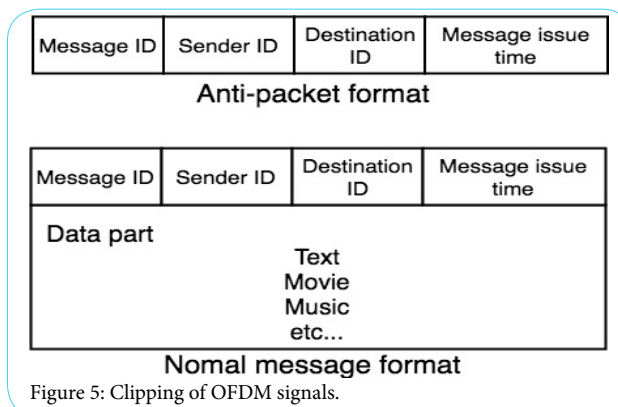 Message ID Sender ID Destination ID Message issue time
Anti-packet format
Message ID Sender ID Destination ID Message issue time
Data part
Text
Movie
Music
etc...
Nomal message format
Figure 5: Clipping of OFDM signals.